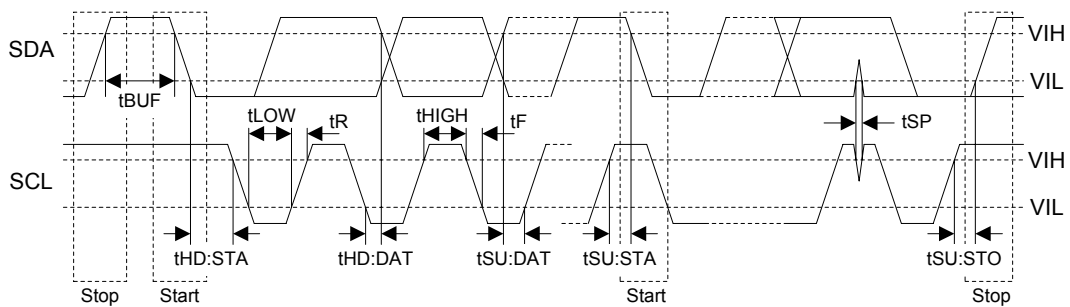 SDA
VIH
VIL
tBUF
tLOW
tR
tHIGH
tF
tSP
SCL
VIH
VIL
tHD:STA
tHD:DAT
tSU:DAT
tSU:STA
tSU:STO
Stop
Start
Start
Stop